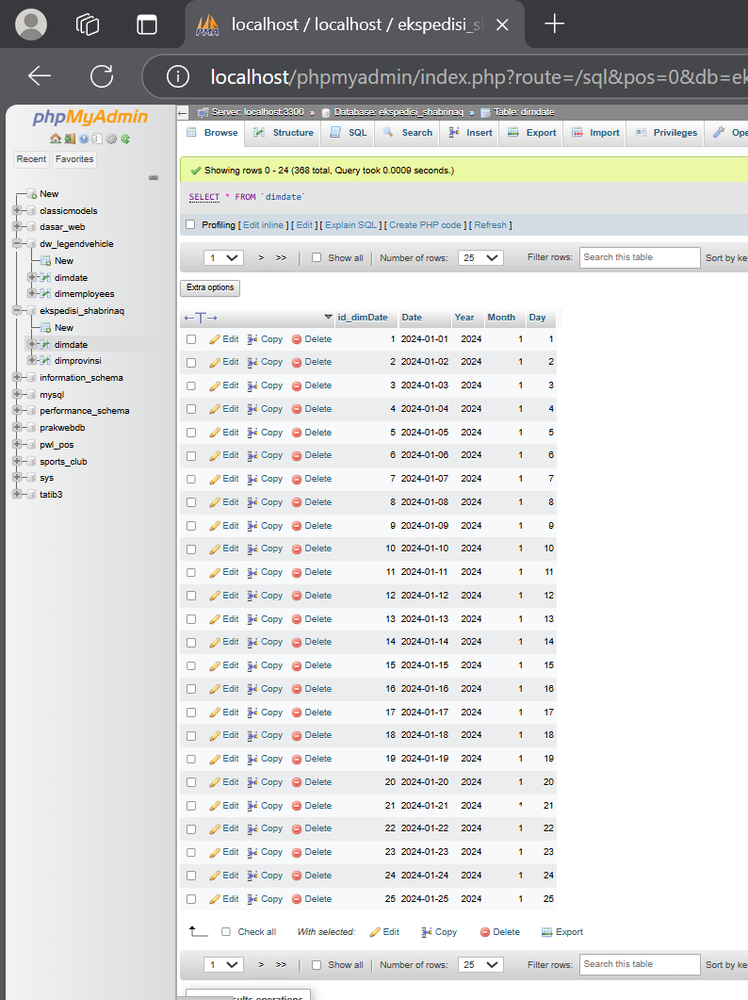 localhost / localhost / ekspedisi_s
localhost/phpmyadmin/index.php?route=/sql&pos=0&db=ek
phpMyAdmin
Recent Favorites
New
classicmodels
dasar_web
dw_legendvehicle
New
dimdate
dimemployees
ekspedisi_shabrinaq
New
dimdate
dimprovinsi
information_schema
mysql
performance_schema
prakwebdb
pwl_pos
sports_club
sys
tatib3
Server: localhost:3306 » Database: ekspedisi_shabrinaq » Table: dimdate
Browse Structure SQL Search Insert Export Import Privileges Ope
Showing rows 0 - 24 (368 total, Query took 0.0009 seconds.)
SELECT * FROM `dimdate`
Profiling [ Edit inline ] [ Edit ] [ Explain SQL ] [ Create PHP code ] [ Refresh ]
1 > >> | Show all | Number of rows: 25 Filter rows: Search this table Sort by ke
Extra options
←T→ id_dimDate Date Year Month Day
Edit Copy Delete 1 2024-01-01 2024 1 1
Edit Copy Delete 2 2024-01-02 2024 1 2
Edit Copy Delete 3 2024-01-03 2024 1 3
Edit Copy Delete 4 2024-01-04 2024 1 4
Edit Copy Delete 5 2024-01-05 2024 1 5
Edit Copy Delete 6 2024-01-06 2024 1 6
Edit Copy Delete 7 2024-01-07 2024 1 7
Edit Copy Delete 8 2024-01-08 2024 1 8
Edit Copy Delete 9 2024-01-09 2024 1 9
Edit Copy Delete 10 2024-01-10 2024 1 10
Edit Copy Delete 11 2024-01-11 2024 1 11
Edit Copy Delete 12 2024-01-12 2024 1 12
Edit Copy Delete 13 2024-01-13 2024 1 13
Edit Copy Delete 14 2024-01-14 2024 1 14
Edit Copy Delete 15 2024-01-15 2024 1 15
Edit Copy Delete 16 2024-01-16 2024 1 16
Edit Copy Delete 17 2024-01-17 2024 1 17
Edit Copy Delete 18 2024-01-18 2024 1 18
Edit Copy Delete 19 2024-01-19 2024 1 19
Edit Copy Delete 20 2024-01-20 2024 1 20
Edit Copy Delete 21 2024-01-21 2024 1 21
Edit Copy Delete 22 2024-01-22 2024 1 22
Edit Copy Delete 23 2024-01-23 2024 1 23
Edit Copy Delete 24 2024-01-24 2024 1 24
Edit Copy Delete 25 2024-01-25 2024 1 25
Check all With selected: Edit Copy Delete Export
1 > >> | Show all | Number of rows: 25 Filter rows: Search this table Sort by ke
operations